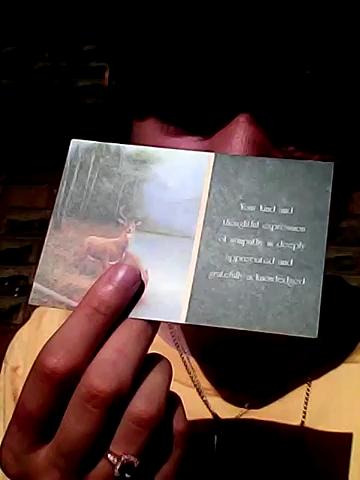 Your kind and
thoughtful expression
of sympathy is deeply
appreciated and
gratefully acknowledged